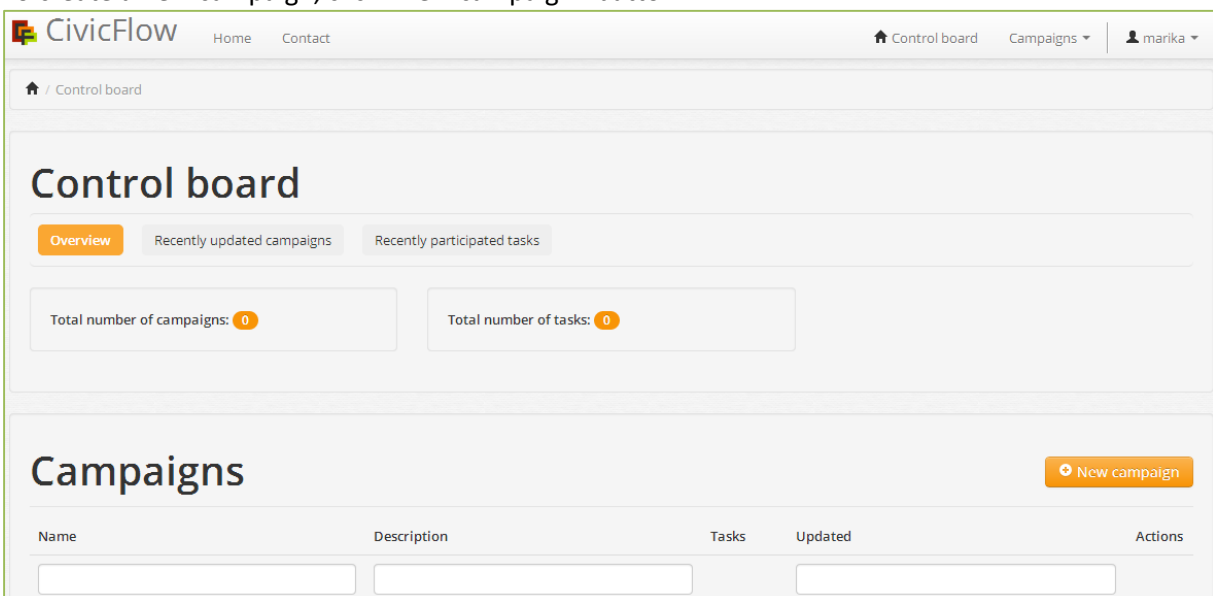 CivicFlow Home Contact Control board Campaigns marika
/ Control board
Control board
Overview Recently updated campaigns Recently participated tasks
Total number of campaigns: 0 Total number of tasks: 0
Campaigns New campaign
Name Description Tasks Updated Actions